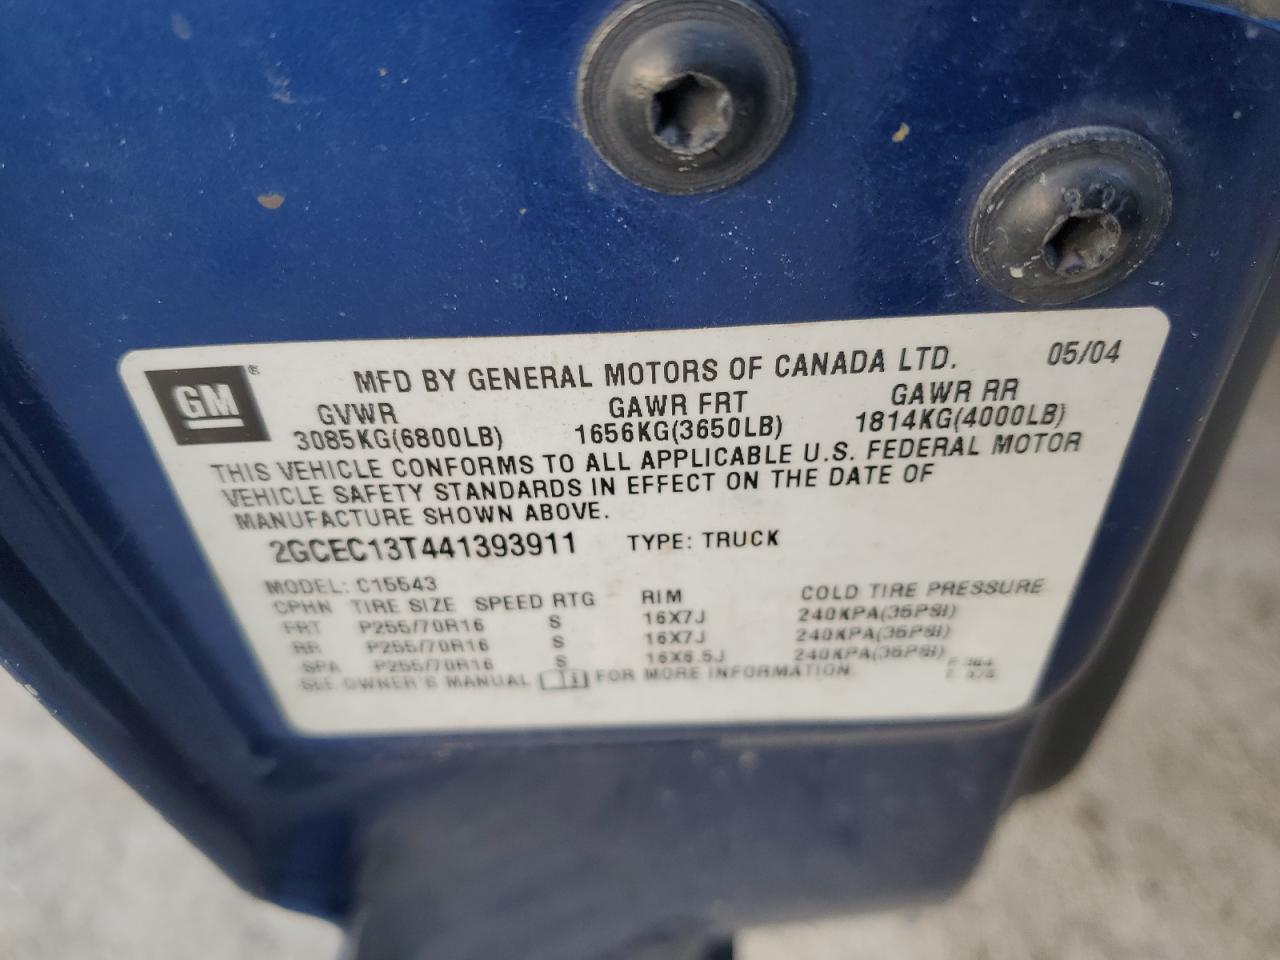 GM ®
MFD BY GENERAL MOTORS OF CANADA LTD. 05/04
GVWR GAWR FRT GAWR RR
3085KG(6800LB) 1656KG(3650LB) 1814KG(4000LB)
THIS VEHICLE CONFORMS TO ALL APPLICABLE U.S. FEDERAL MOTOR
VEHICLE SAFETY STANDARDS IN EFFECT ON THE DATE OF
MANUFACTURE SHOWN ABOVE.
2GCEC13T441393911 TYPE: TRUCK
MODEL: C15543
CPHN TIRE SIZE SPEED RTG RIM COLD TIRE PRESSURE
FRT P255/70R16 S 16X7J 240KPA(35PSI)
RR P255/70R16 S 16X7J 240KPA(35PSI)
SPA P255/70R16 S 16X6.5J 240KPA(35PSI)
SEE OWNER'S MANUAL FOR MORE INFORMATION.